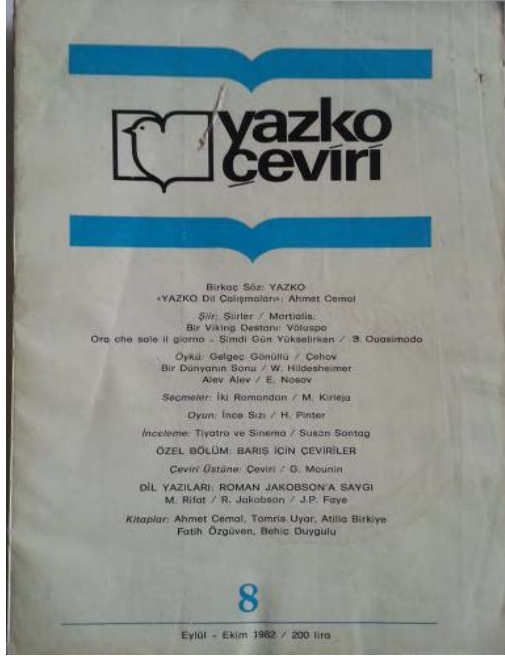 yazko
çeviri
Birkaç Söz: YAZKO
«YAZKO Dil Çalışmaları»: Ahmet Cemal
Şiir: Şiirler / Martialis:
Bir Viking Destanı: Völuspa
Ora che sale il giorno - Şimdi Gün Yükselirken / S. Quasimodo
Öykü: Gelgeç Gönüllü / Çehov
Bir Dünyanın Sonu / W. Hildesheimer
Alev Alev / E. Nosov
Seçmeler: İki Romandan / M. Kırleja
Oyun: İnce Sızı / H. Pinter
İnceleme: Tiyatro ve Sinema / Susan Sontag
ÖZEL BÖLÜM: BARIŞ İÇİN ÇEVİRİLER
Çeviri Üstüne: Çeviri / G. Mounin
DİL YAZILARI: ROMAN JAKOBSON'A SAYGI
M. Rifat / R. Jakobson / J.P. Faye
Kitaplar: Ahmet Cemal, Tomris Uyar, Atilla Birkiye
Fatih Özgüven, Behiç Duygulu
8
Eylül - Ekim 1982 / 200 lira